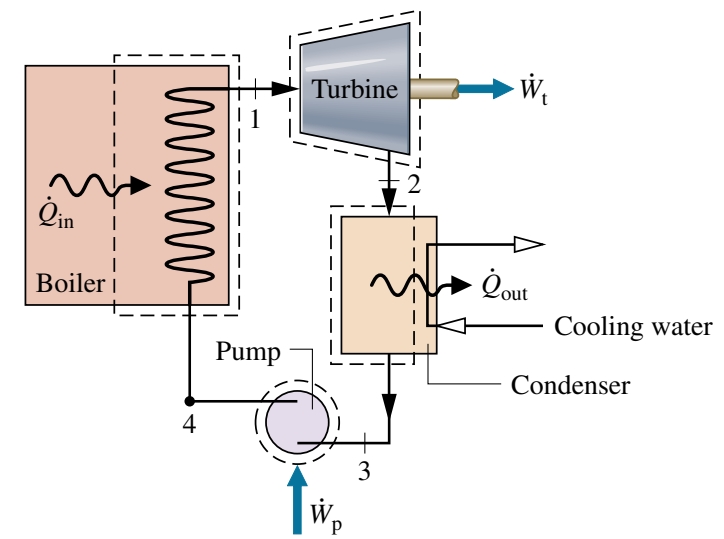 Turbine
Ẇt
1
2
Q̇in
Boiler
Q̇out
Cooling water
Pump
Condenser
4
3
Ẇp